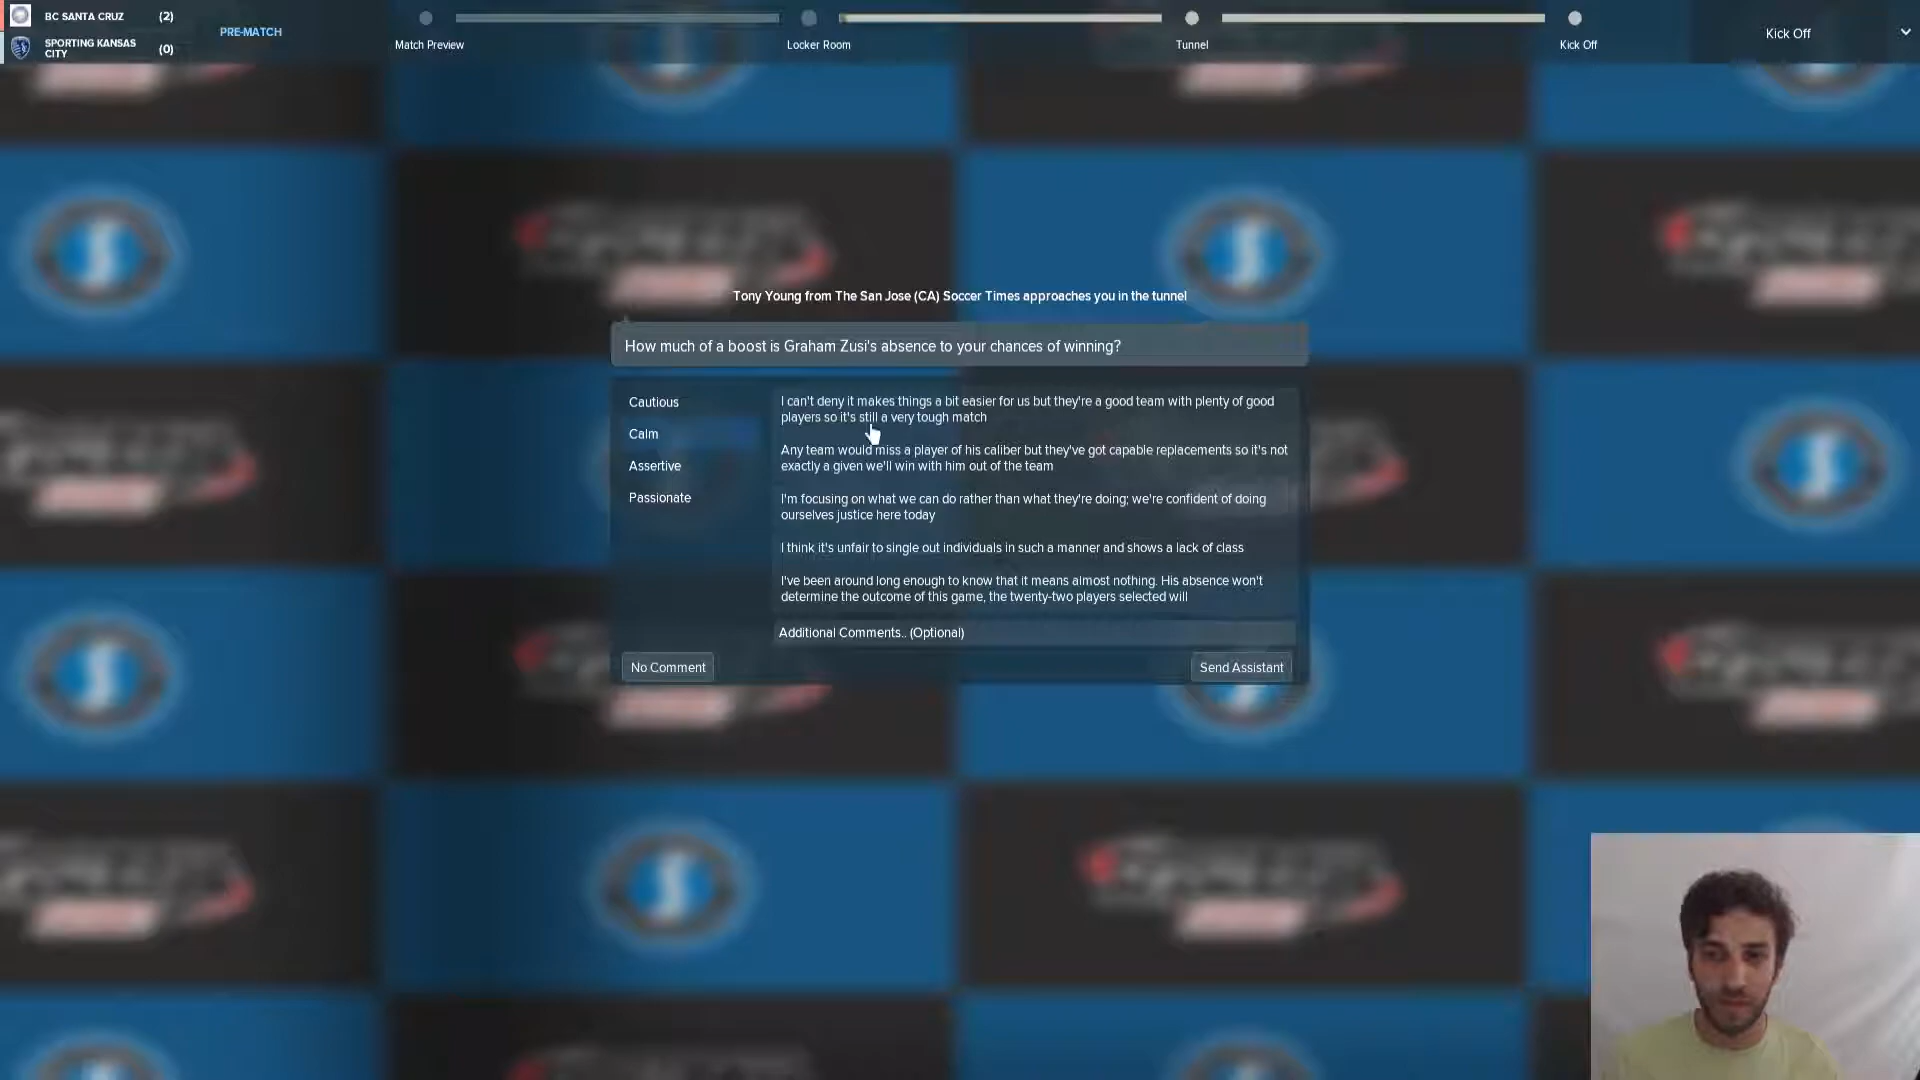 BC SANTA CRUZ (2)
SPORTING KANSAS CITY (0)
PRE-MATCH
Match Preview
Locker Room
Tunnel
Kick Off
Kick Off
Tony Young from The San Jose (CA) Soccer Times approaches you in the tunnel
How much of a boost is Graham Zusi's absence to your chances of winning?
Cautious
Calm
Assertive
Passionate
I can't deny it makes things a bit easier for us but they're a good team with plenty of good
players so it's still a very tough match
Any team would miss a player of his caliber but they've got capable replacements so it's not
exactly a given we'll win with him out of the team
I'm focusing on what we can do rather than what they're doing; we're confident of doing
ourselves justice here today
I think it's unfair to single out individuals in such a manner and shows a lack of class
I've been around long enough to know that it means almost nothing. His absence won't
determine the outcome of this game, the twenty-two players selected will
Additional Comments.. (Optional)
No Comment
Send Assistant